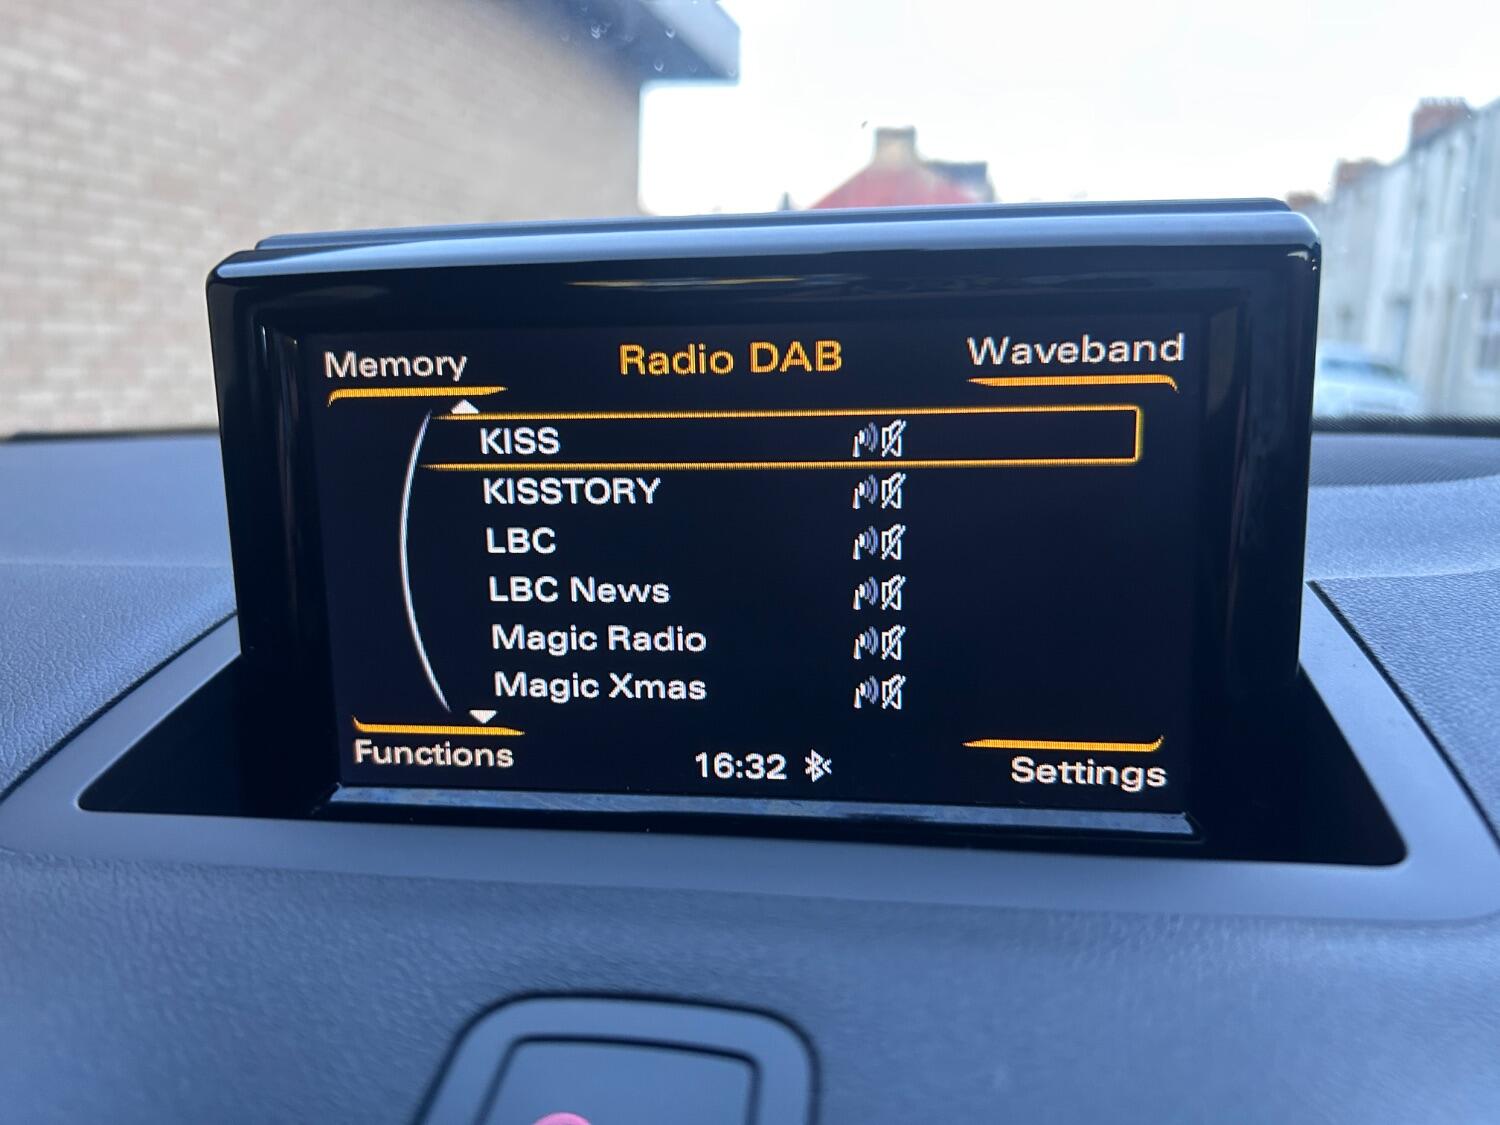 Memory
Radio DAB
Waveband
KISS
KISSTORY
LBC
LBC News
Magic Radio
Magic Xmas
Functions
16:32
Settings